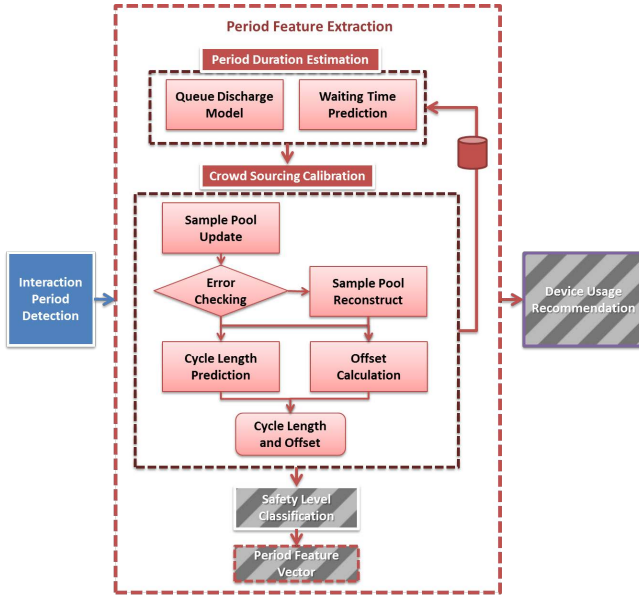 Period Feature Extraction
Period Duration Estimation
Queue Discharge
Model
Waiting Time
Prediction
Crowd Sourcing Calibration
Sample Pool
Update
Error
Checking
Sample Pool
Reconstruct
Cycle Length
Prediction
Offset
Calculation
Cycle Length
and Offset
Safety Level
Classification
Period Feature
Vector
Interaction
Period
Detection
Device Usage
Recommendation